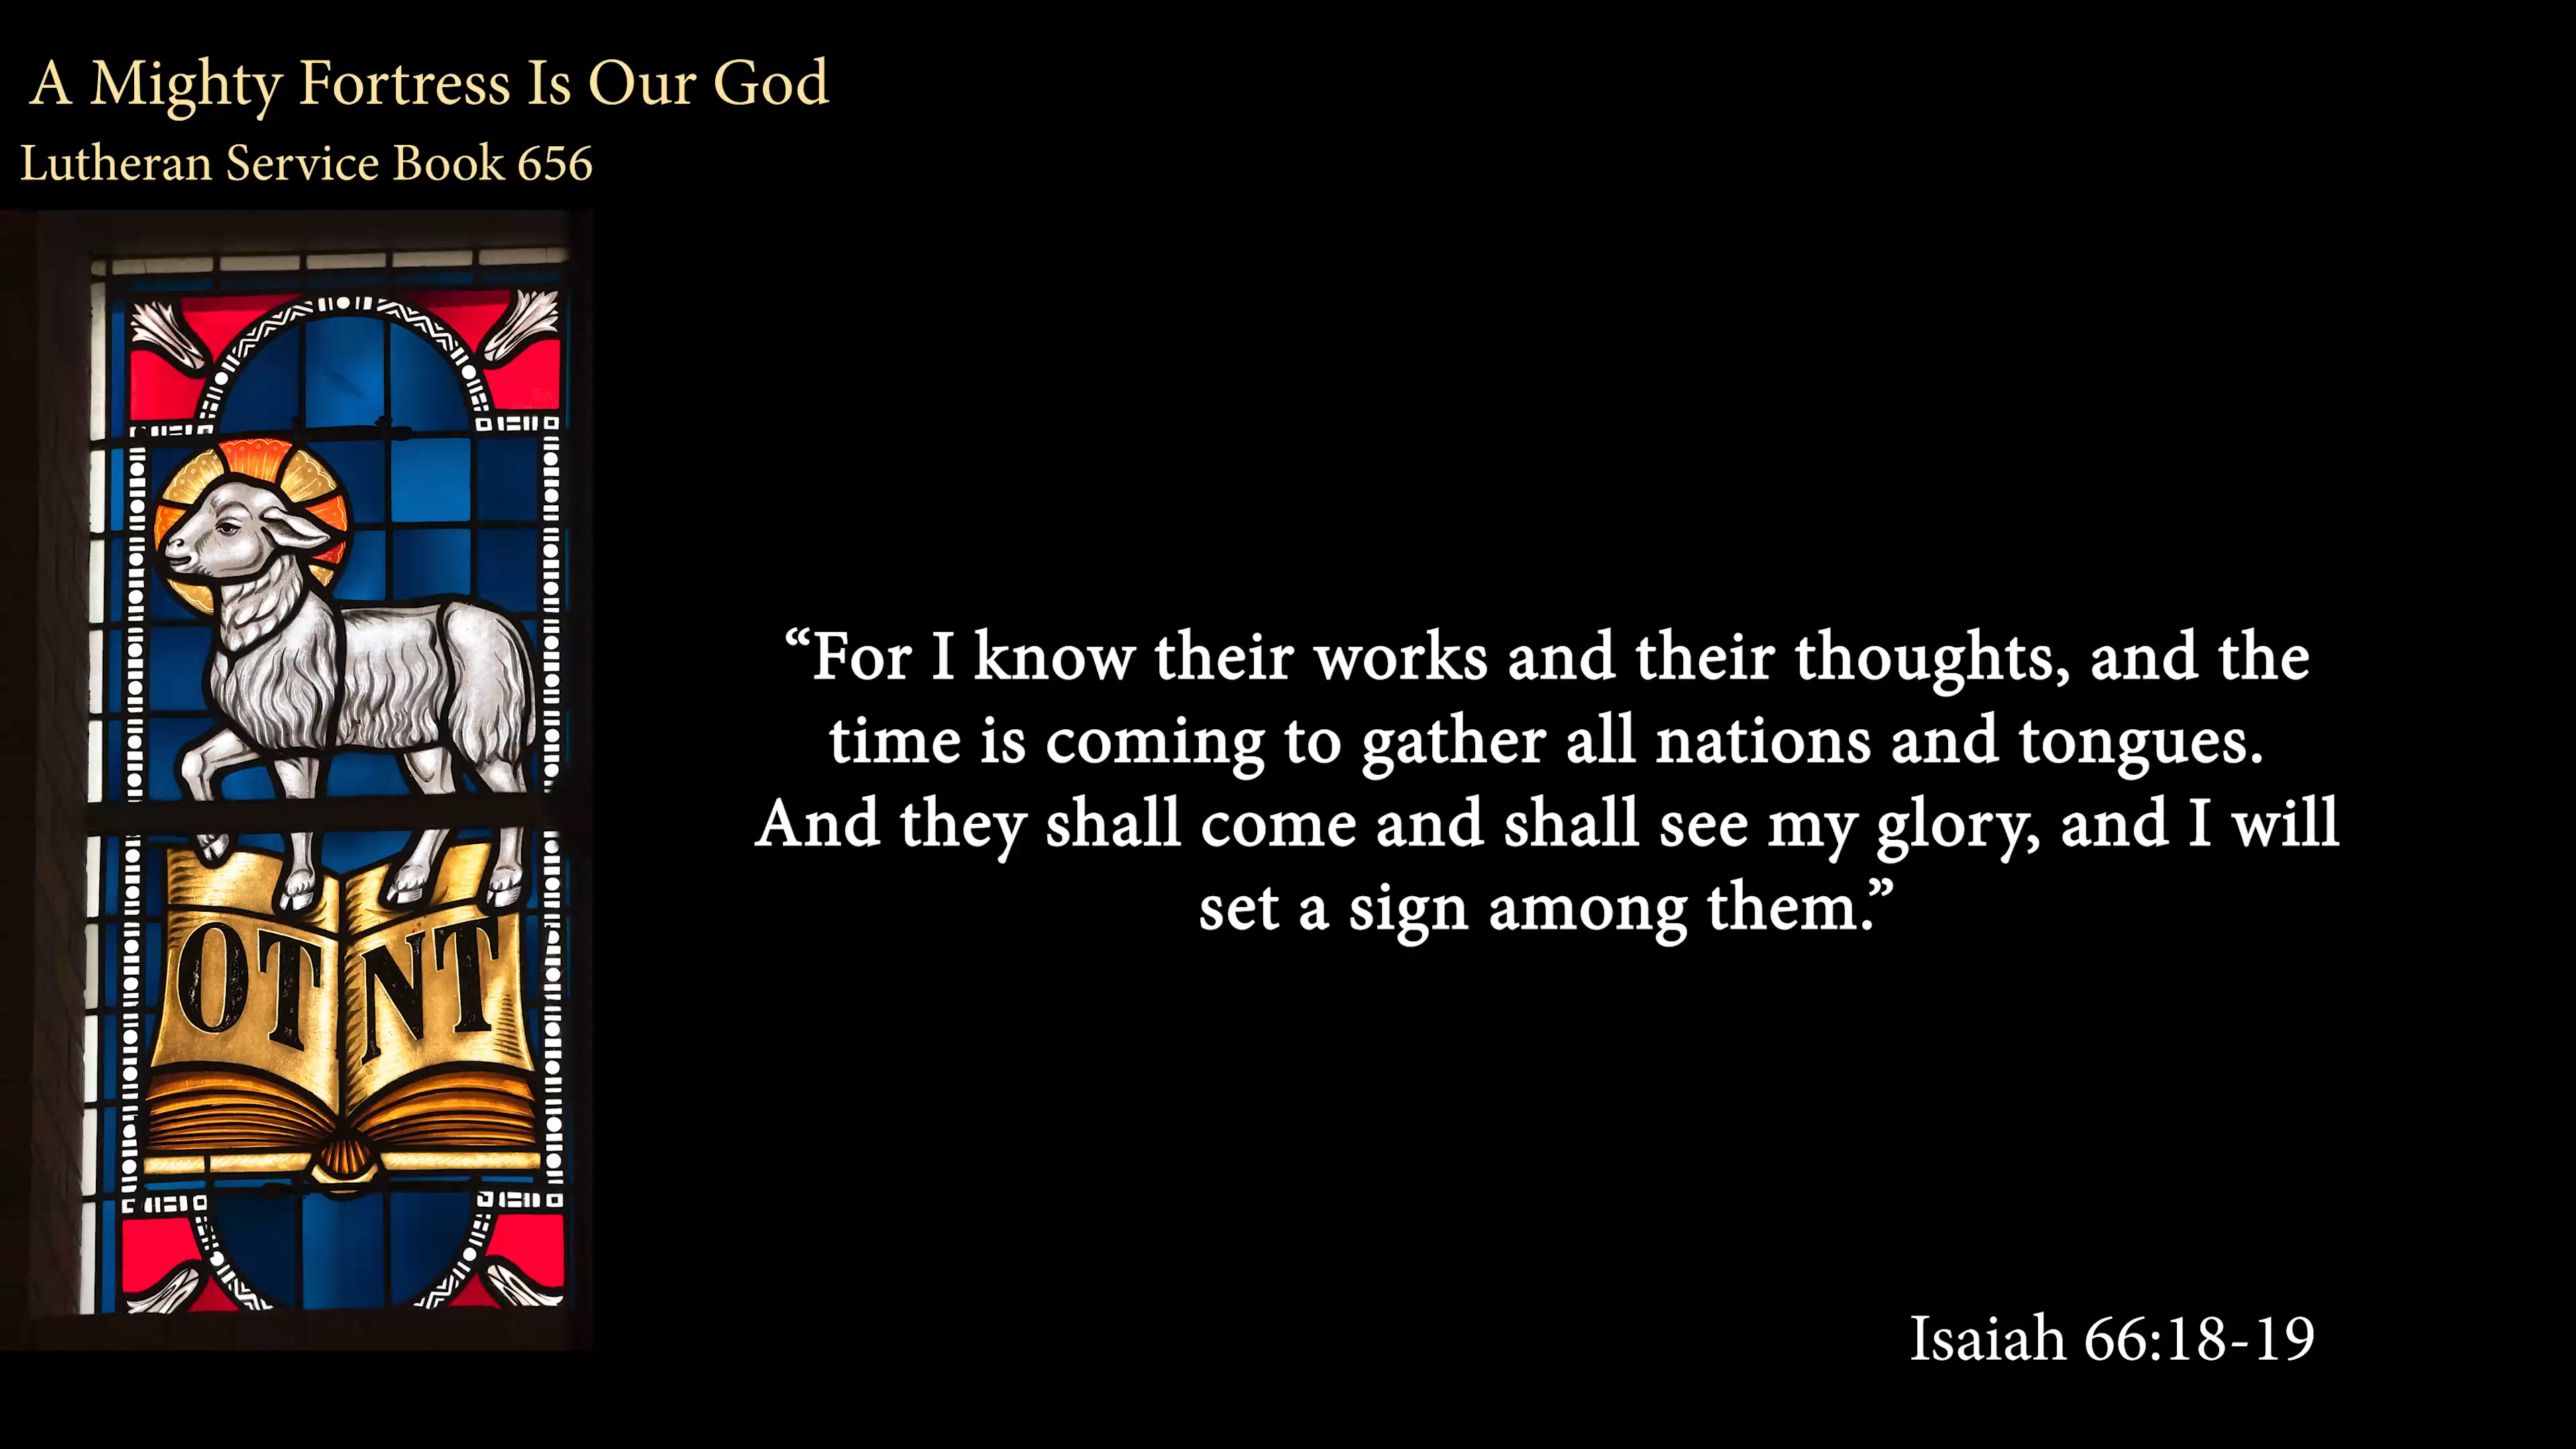 A Mighty Fortress Is Our God
Lutheran Service Book 656
OT NT
“For I know their works and their thoughts, and the
time is coming to gather all nations and tongues.
And they shall come and shall see my glory, and I will
set a sign among them.”
Isaiah 66:18-19